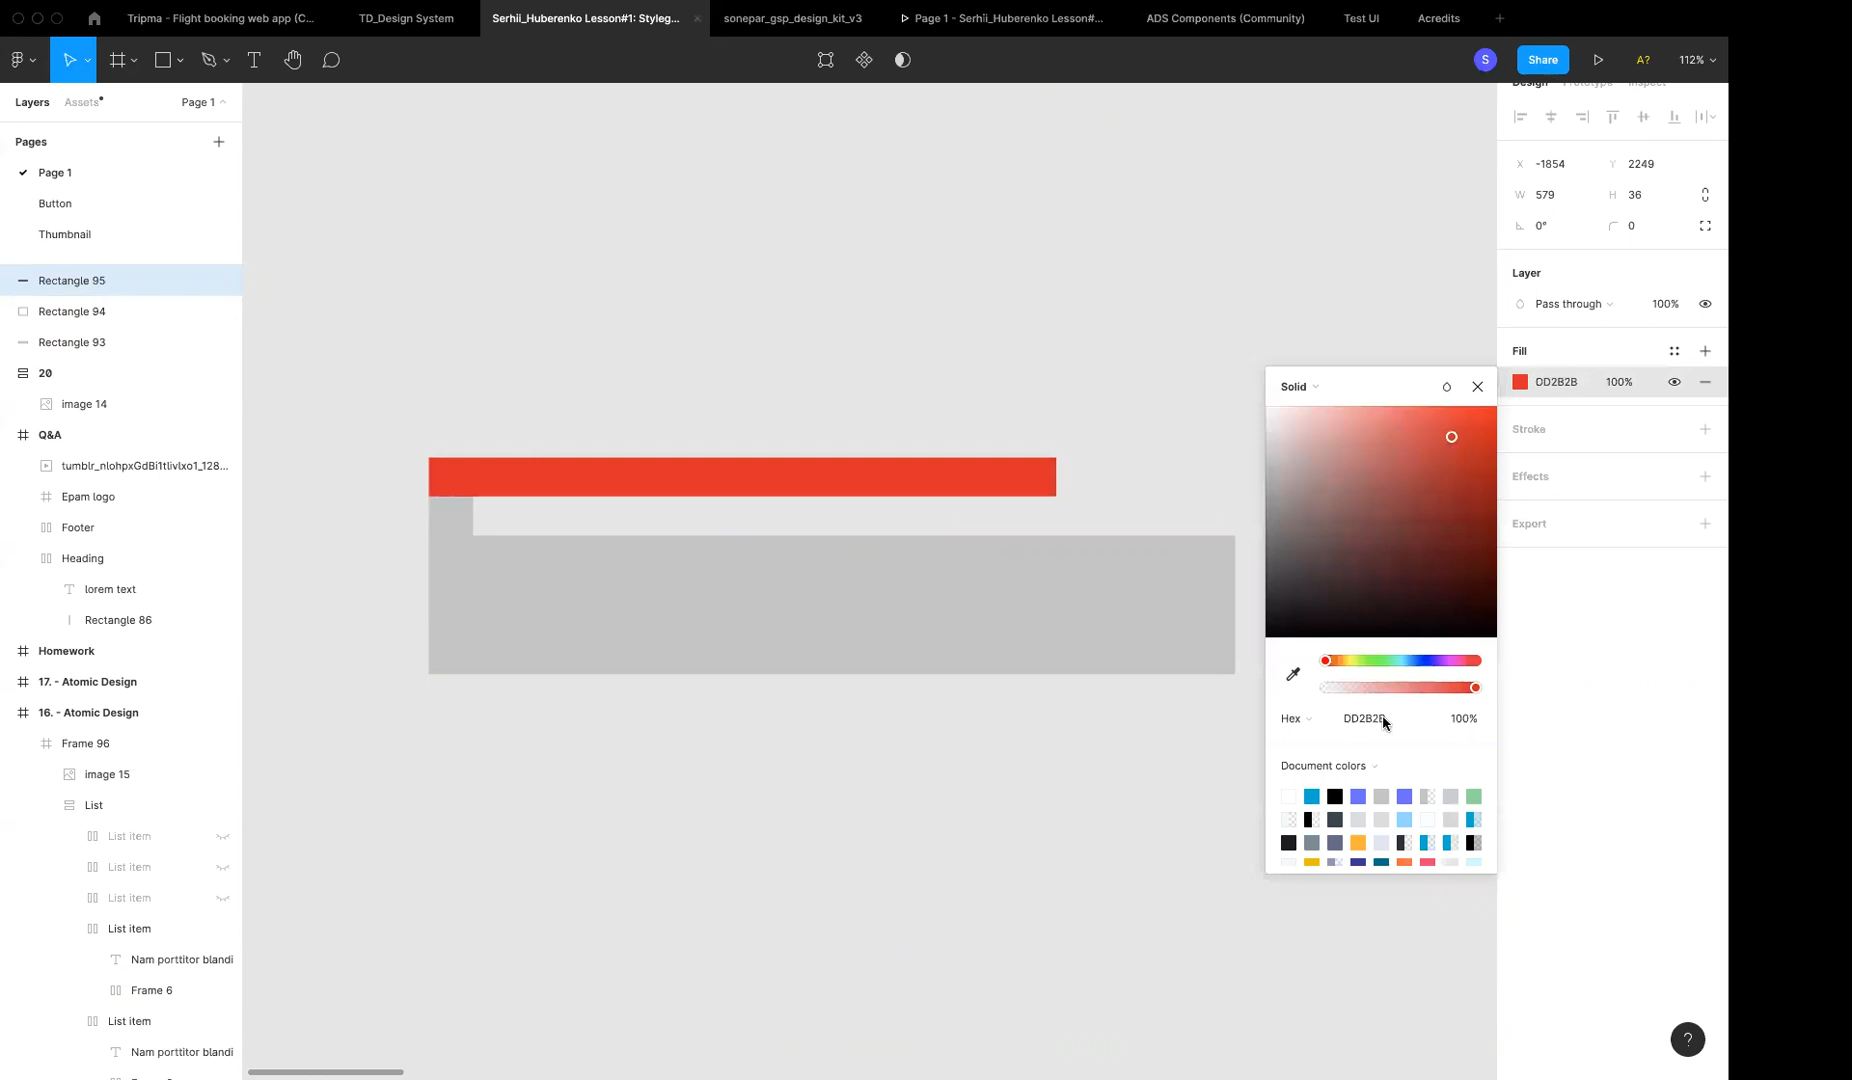 Tripma - Flight booking web app (C...
TD_Design System
Serhii_Huberenko Lesson#1: Styleg...
sonepar_gsp_design_kit_v3
Page 1 - Serhii_Huberenko Lesson#...
ADS Components (Community)
Test UI
Acredits
S
Share
A?
112%
Layers
Assets
Page 1
Pages
Page 1
Button
Thumbnail
Rectangle 95
Rectangle 94
Rectangle 93
20
image 14
Q&A
tumblr_nlohpxGdBi1tlivlxo1_128...
Epam logo
Footer
Heading
lorem text
Rectangle 86
Homework
17. - Atomic Design
16. - Atomic Design
Frame 96
image 15
List
List item
List item
List item
List item
Nam porttitor blandi
Frame 6
List item
Nam porttitor blandi
Design Prototype Inspect
X -1854 Y 2249
W 579 H 36
0° 0
Layer
Pass through 100%
Fill
DD2B2B 100%
Stroke
Effects
Export
Solid
Hex DD2B2B 100%
Document colors
?